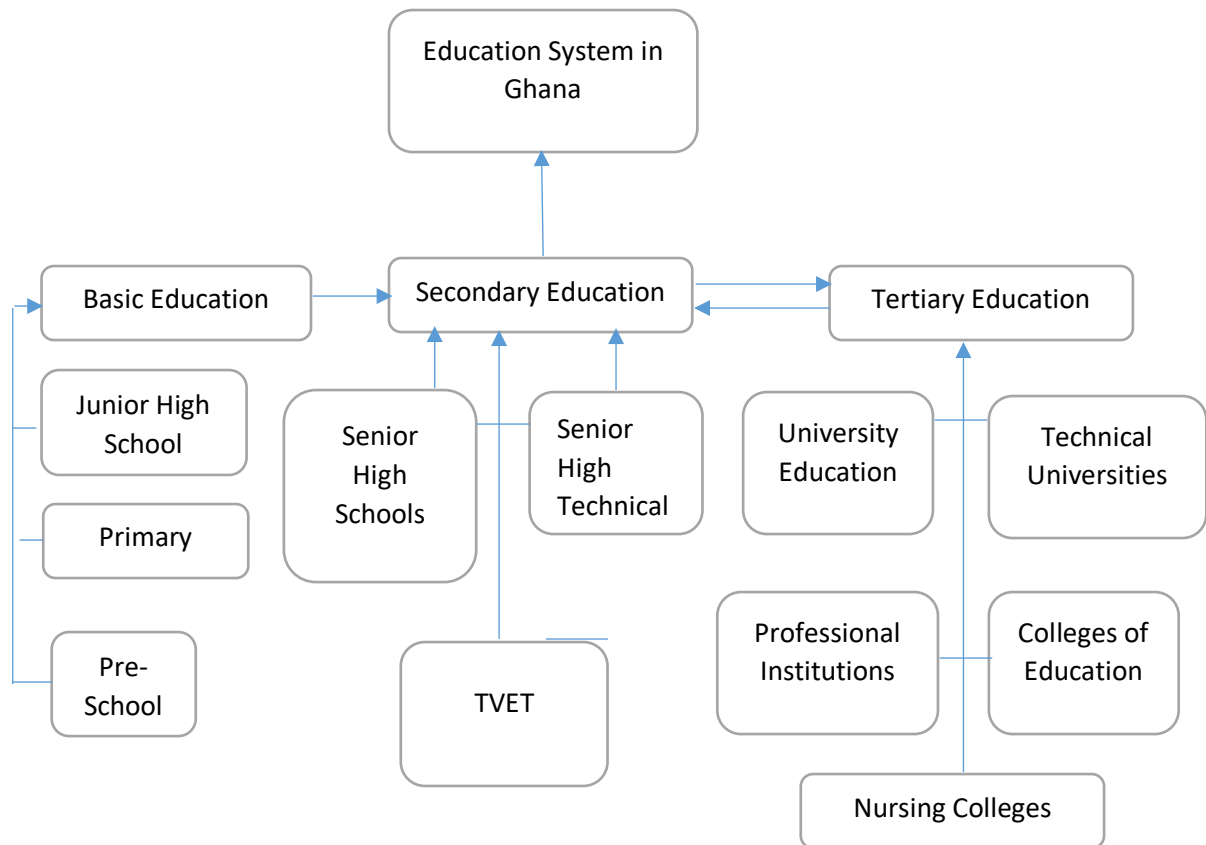 Education System in
Ghana
Basic Education
Secondary Education
Tertiary Education
Junior High
School
Primary
Pre-
School
Senior
High
Schools
Senior
High
Technical
TVET
University
Education
Technical
Universities
Professional
Institutions
Colleges of
Education
Nursing Colleges